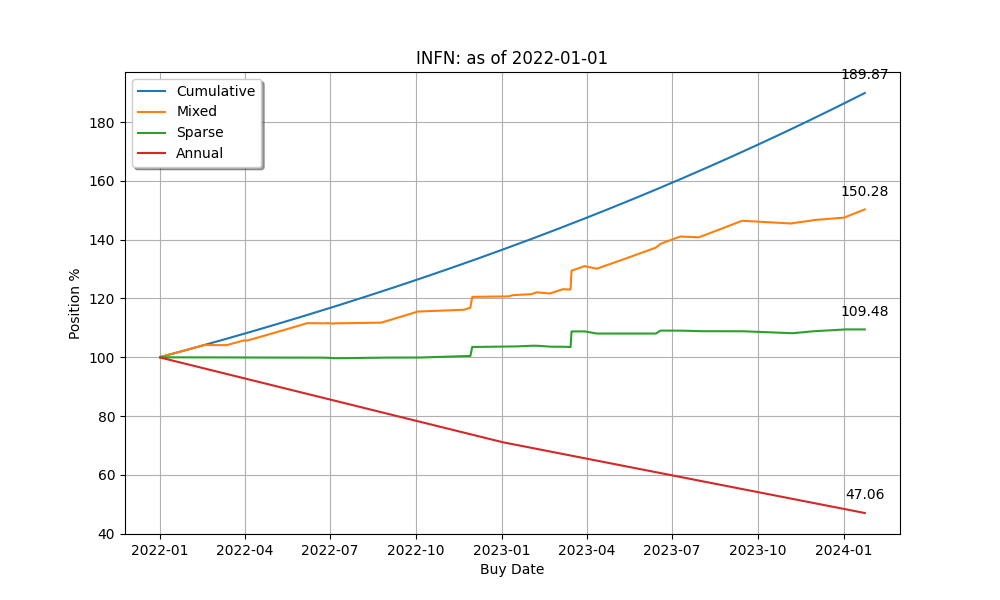 INFN: as of 2022-01-01
189.87
Cumulative
Mixed
Sparse
Annual
180
160
140
120
100
80
60
40
150.28
109.48
47.06
Position %
2022-01 2022-04 2022-07 2022-10 2023-01 2023-04 2023-07 2023-10 2024-01
Buy Date